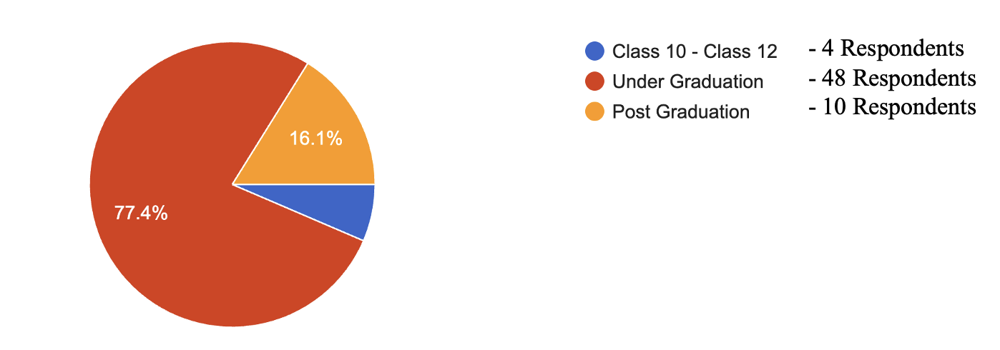 Class 10 - Class 12 - 4 Respondents
Under Graduation - 48 Respondents
Post Graduation - 10 Respondents
16.1%
77.4%